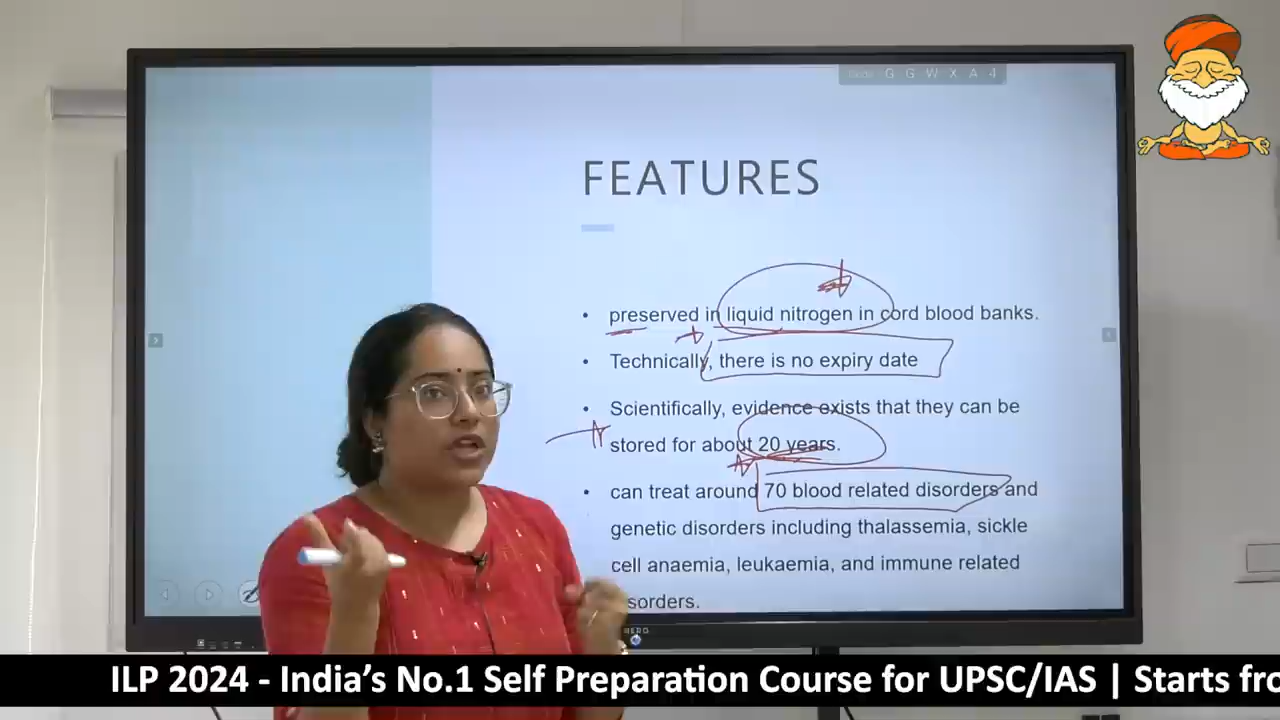 Code: G G W X A 4
FEATURES
• preserved in liquid nitrogen in cord blood banks.
• Technically, there is no expiry date
• Scientifically, evidence exists that they can be
stored for about 20 years.
• can treat around 70 blood related disorders and
genetic disorders including thalassemia, sickle
cell anaemia, leukaemia, and immune related
sorders.
ILP 2024 - India’s No.1 Self Preparation Course for UPSC/IAS | Starts fro